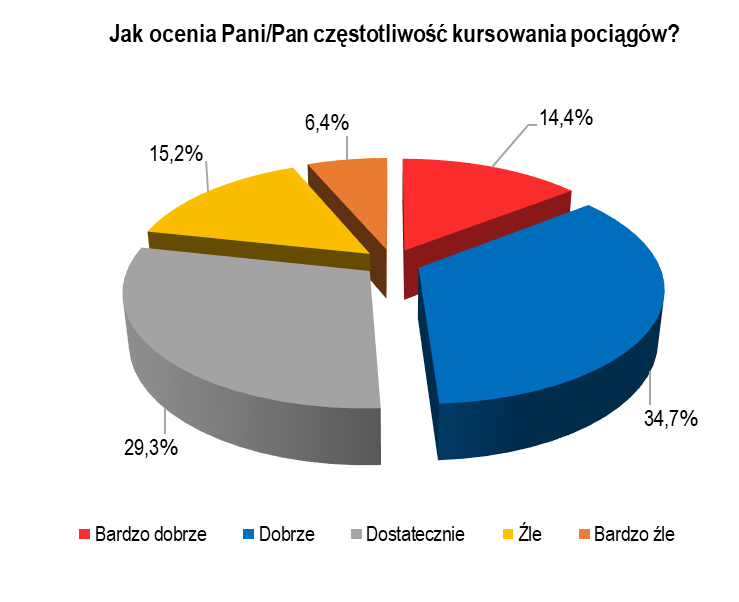 Jak ocenia Pani/Pan częstotliwość kursowania pociągów?
6,4%
14,4%
15,2%
34,7%
29,3%
Bardzo dobrze Dobrze Dostatecznie Źle Bardzo źle